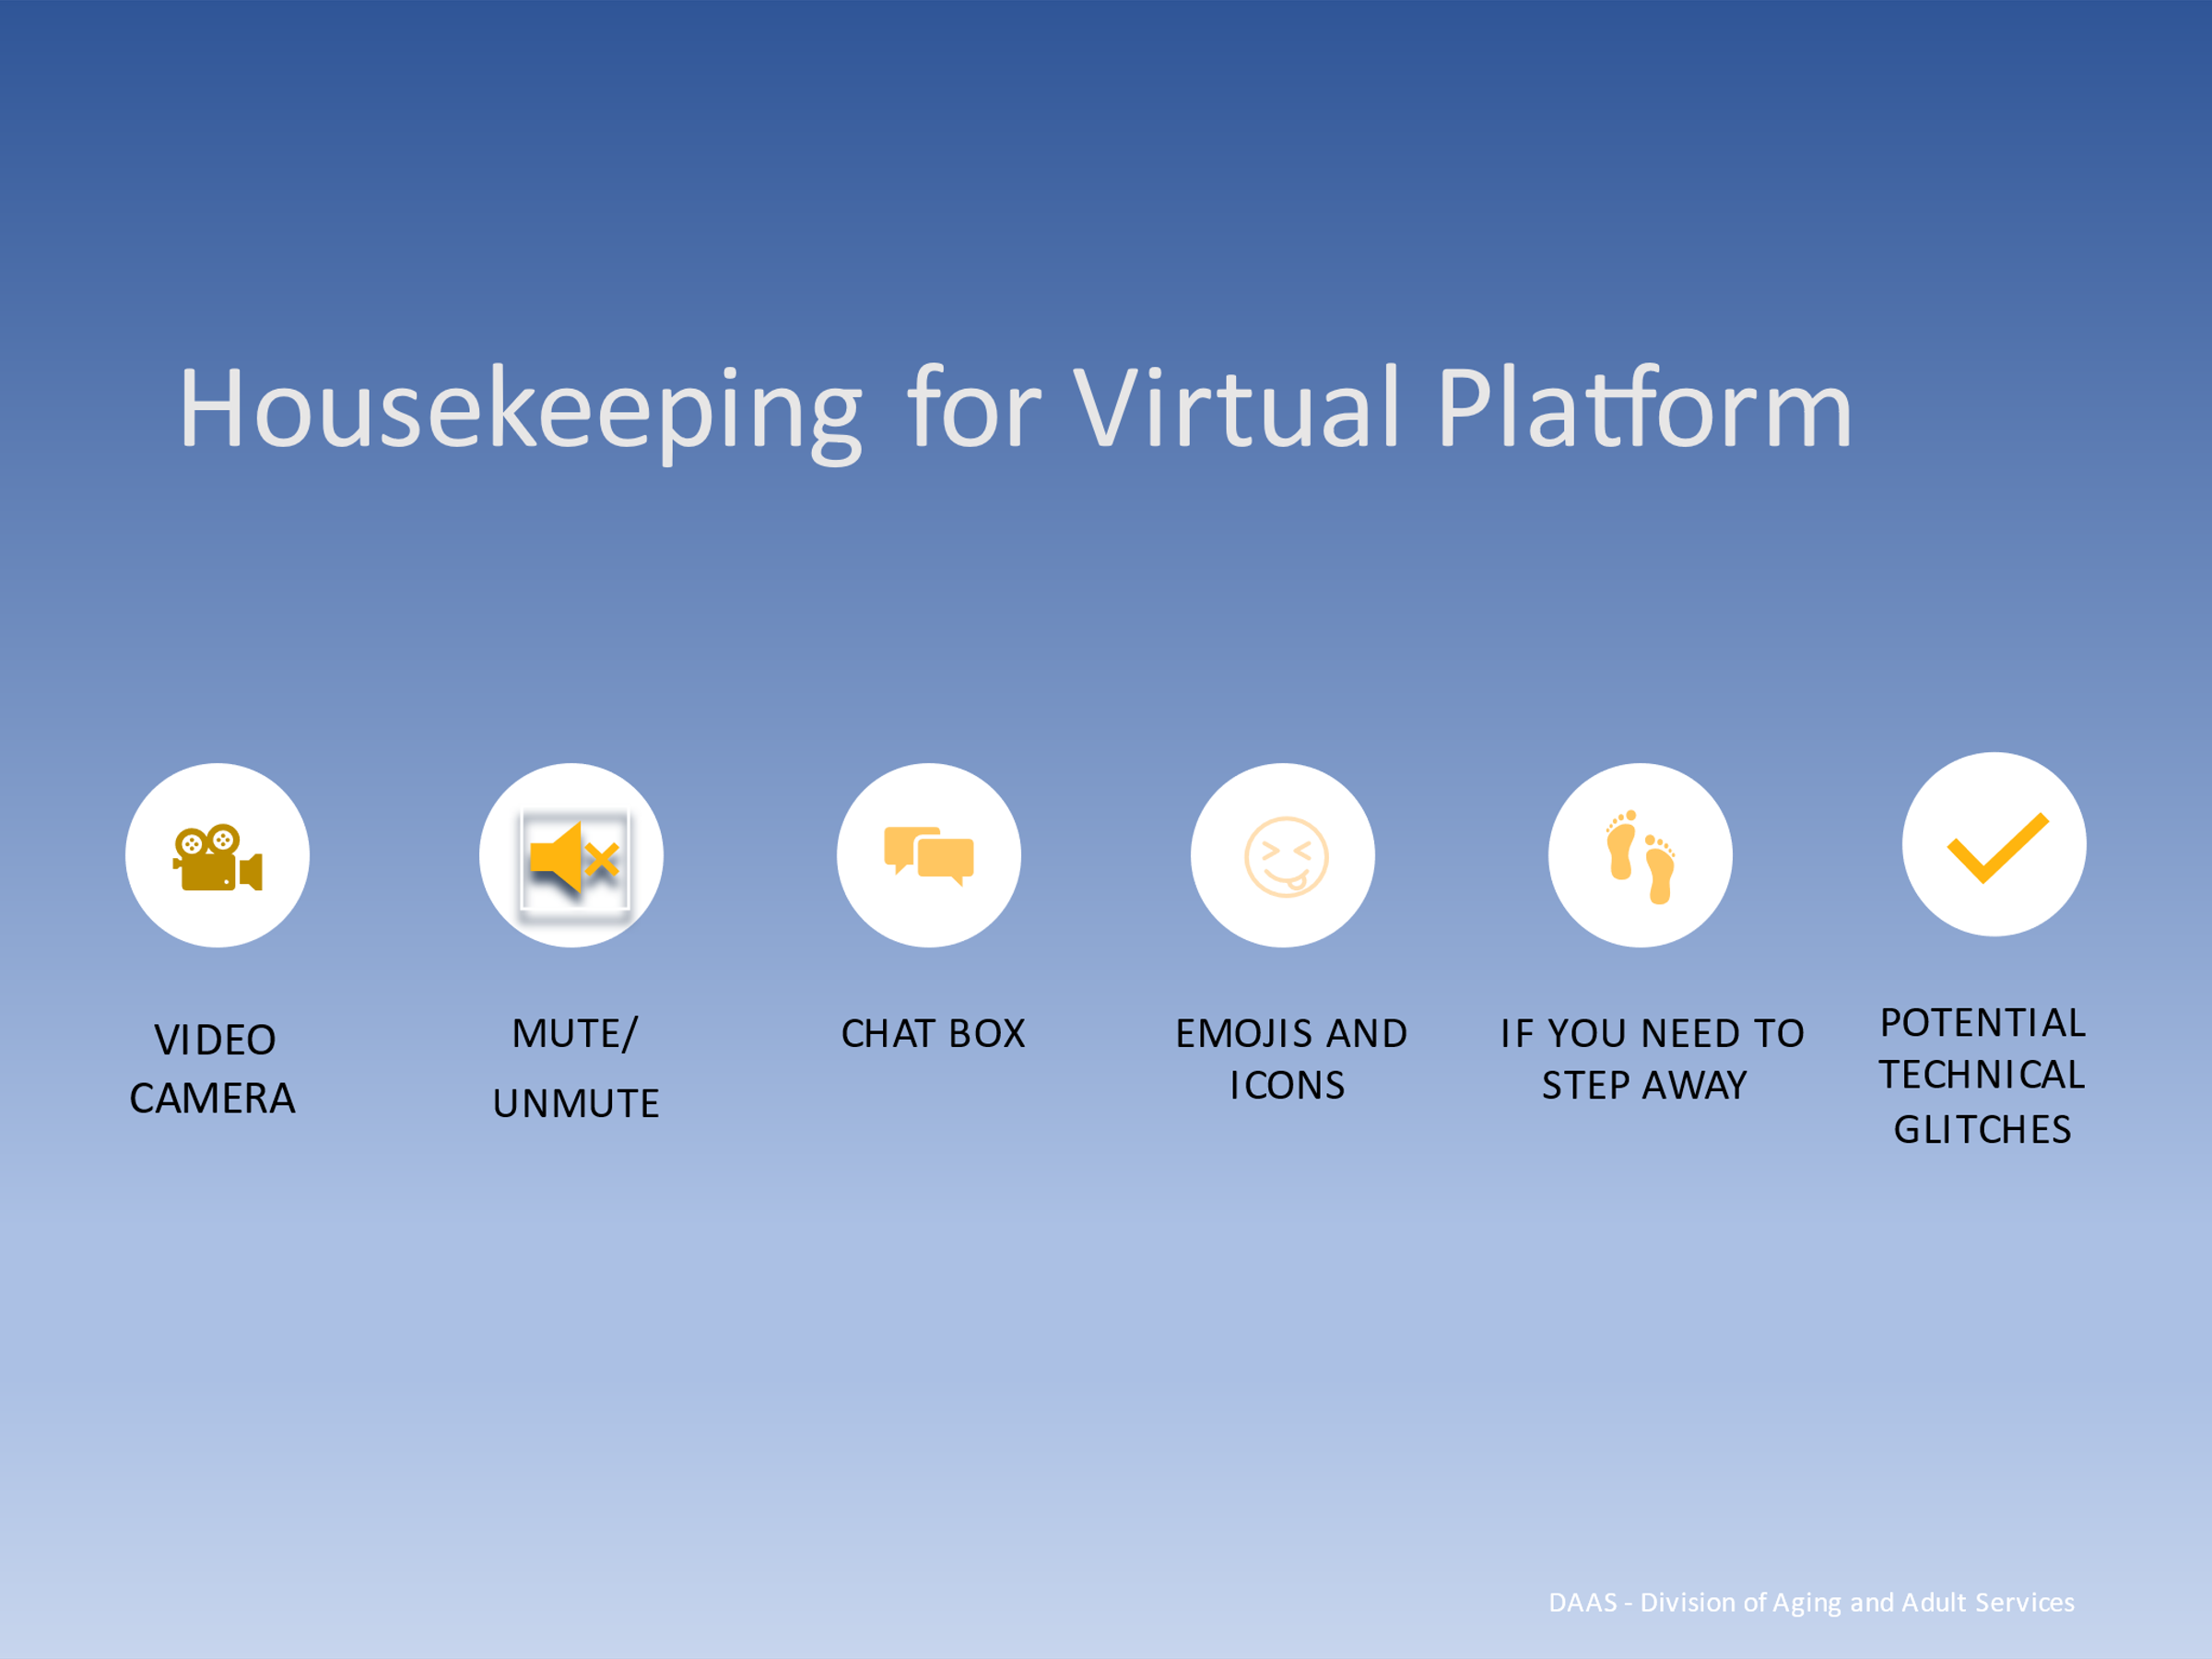 Housekeeping for Virtual Platform
VIDEO
CAMERA
MUTE/
UNMUTE
CHAT BOX
EMOJIS AND
ICONS
IF YOU NEED TO
STEP AWAY
POTENTIAL
TECHNICAL
GLITCHES
DAAS - Division of Aging and Adult Services